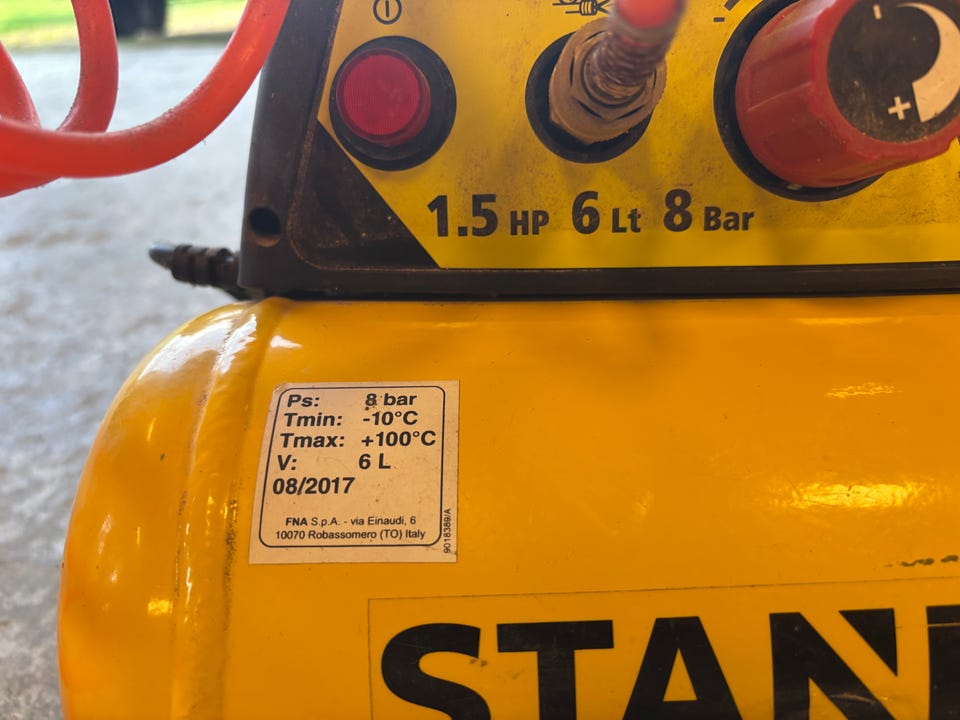 1.5 HP 6 Lt 8 Bar
+
-
Ps: 8 bar
Tmin: -10°C
Tmax: +100°C
V: 6 L
08/2017
FNA S.p.A. - via Einaudi, 6
10070 Robassomero (TO) Italy
9018389/A
STAN